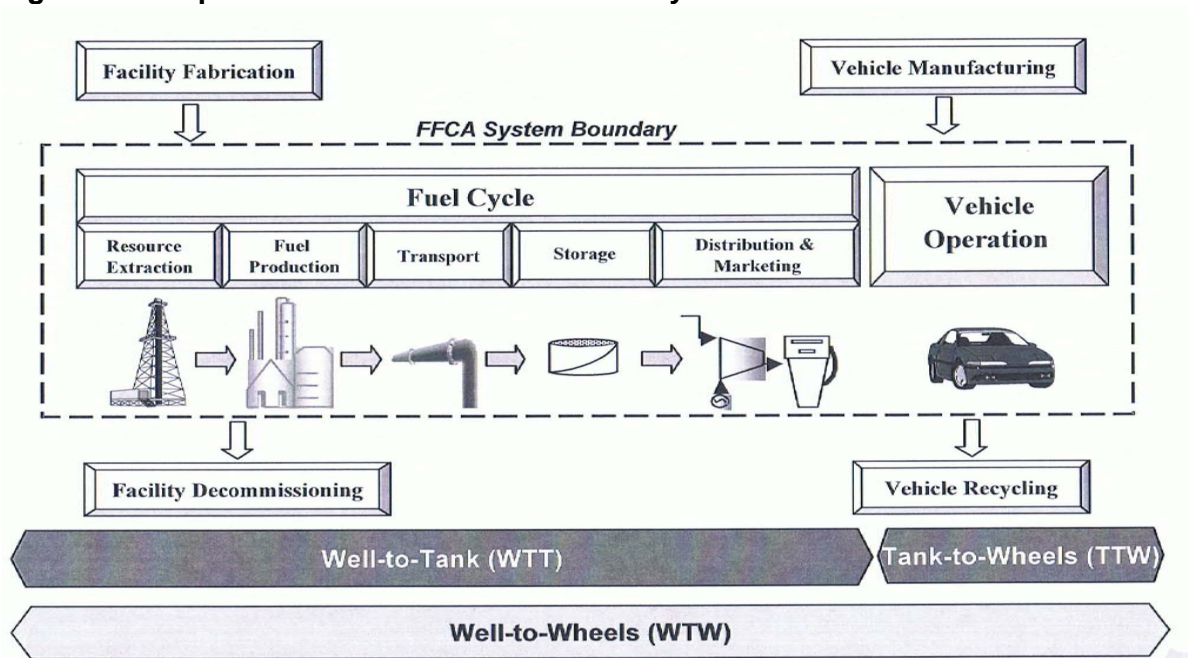 Facility Fabrication
Vehicle Manufacturing
FFCA System Boundary
Fuel Cycle
Vehicle
Operation
Resource
Extraction
Fuel
Production
Transport
Storage
Distribution &
Marketing
Facility Decommissioning
Vehicle Recycling
Well-to-Tank (WTT)
Tank-to-Wheels (TTW)
Well-to-Wheels (WTW)